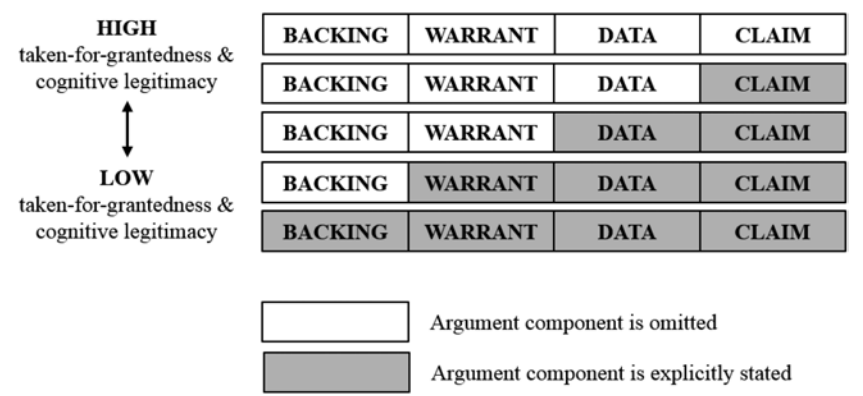 HIGH
taken-for-grantedness &
cognitive legitimacy
LOW
taken-for-grantedness &
cognitive legitimacy
BACKING WARRANT DATA CLAIM
BACKING WARRANT DATA CLAIM
BACKING WARRANT DATA CLAIM
BACKING WARRANT DATA CLAIM
BACKING WARRANT DATA CLAIM
Argument component is omitted
Argument component is explicitly stated